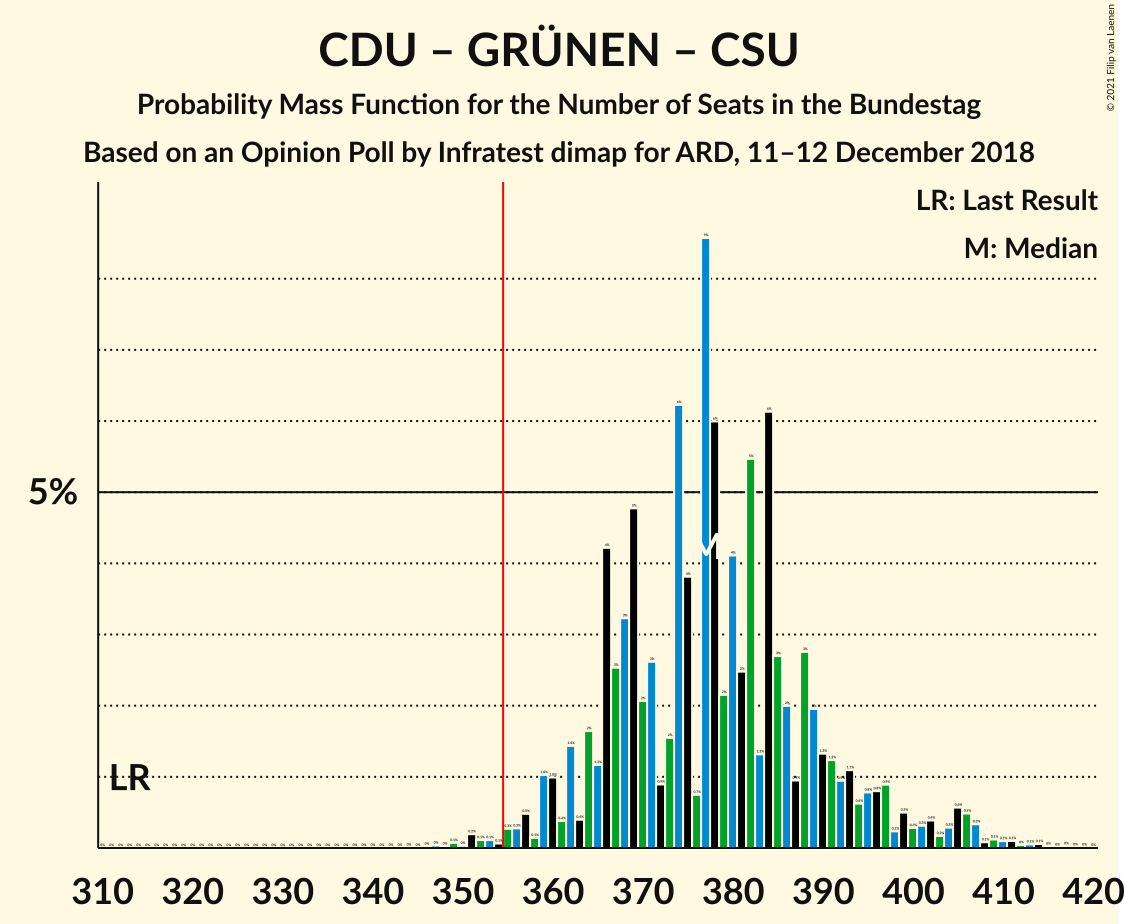 CDU – GRÜNEN – CSU
Probability Mass Function for the Number of Seats in the Bundestag
Based on an Opinion Poll by Infratest dimap for ARD, 11–12 December 2018
© 2021 Filip van Laenen
LR: Last Result
M: Median
5%
LR
M
310 320 330 340 350 360 370 380 390 400 410 420